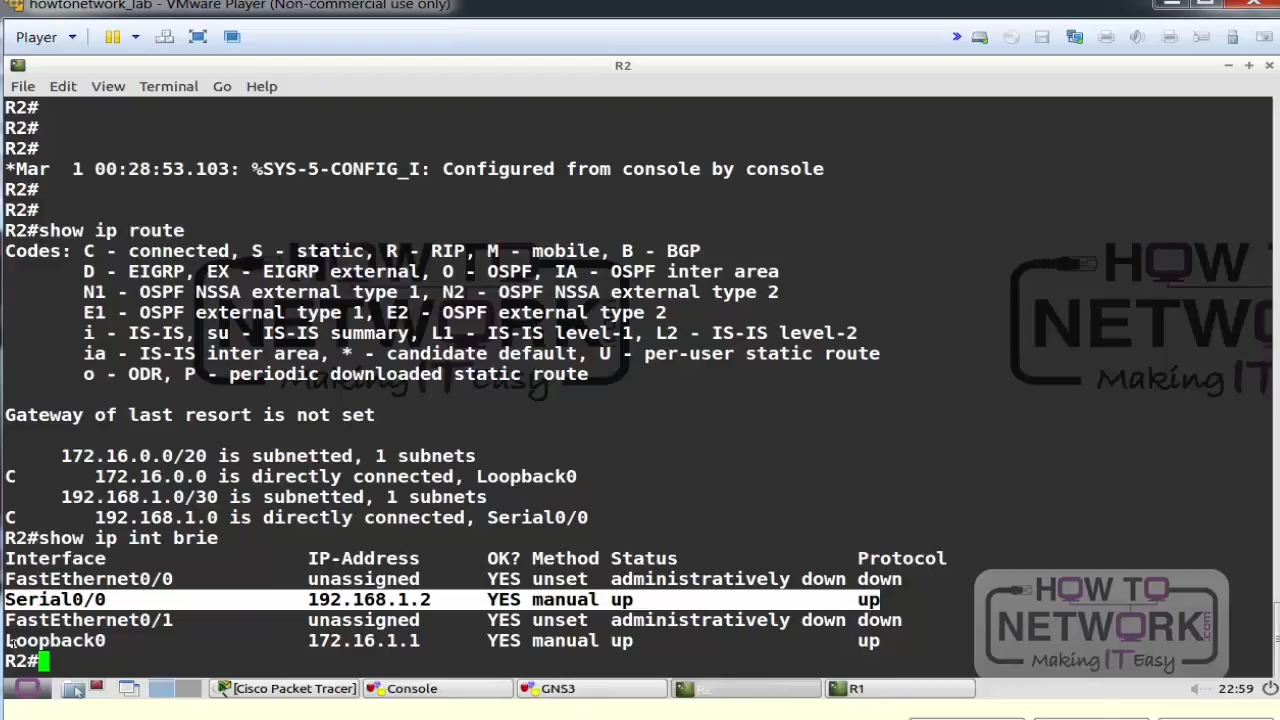 howtonetwork_lab - VMware Player (Non-commercial use only)
Player
R2
File Edit View Terminal Go Help
R2#
R2#
R2#
*Mar 1 00:28:53.103: %SYS-5-CONFIG_I: Configured from console by console
R2#
R2#
R2#show ip route
Codes: C - connected, S - static, R - RIP, M - mobile, B - BGP
D - EIGRP, EX - EIGRP external, O - OSPF, IA - OSPF inter area
N1 - OSPF NSSA external type 1, N2 - OSPF NSSA external type 2
E1 - OSPF external type 1, E2 - OSPF external type 2
i - IS-IS, su - IS-IS summary, L1 - IS-IS level-1, L2 - IS-IS level-2
ia - IS-IS inter area, * - candidate default, U - per-user static route
o - ODR, P - periodic downloaded static route
Gateway of last resort is not set
172.16.0.0/20 is subnetted, 1 subnets
C 172.16.0.0 is directly connected, Loopback0
192.168.1.0/30 is subnetted, 1 subnets
C 192.168.1.0 is directly connected, Serial0/0
R2#show ip int brie
Interface IP-Address OK? Method Status Protocol
FastEthernet0/0 unassigned YES unset administratively down down
Serial0/0 192.168.1.2 YES manual up up
FastEthernet0/1 unassigned YES unset administratively down down
Loopback0 172.16.1.1 YES manual up up
R2#
HOW TO
NETWORK
Making IT Easy
HOW
NETWO
Making IT
HOW TO
NETWORK.com
Making IT Easy
[Cisco Packet Tracer] Console GNS3 R2 R1 22:59